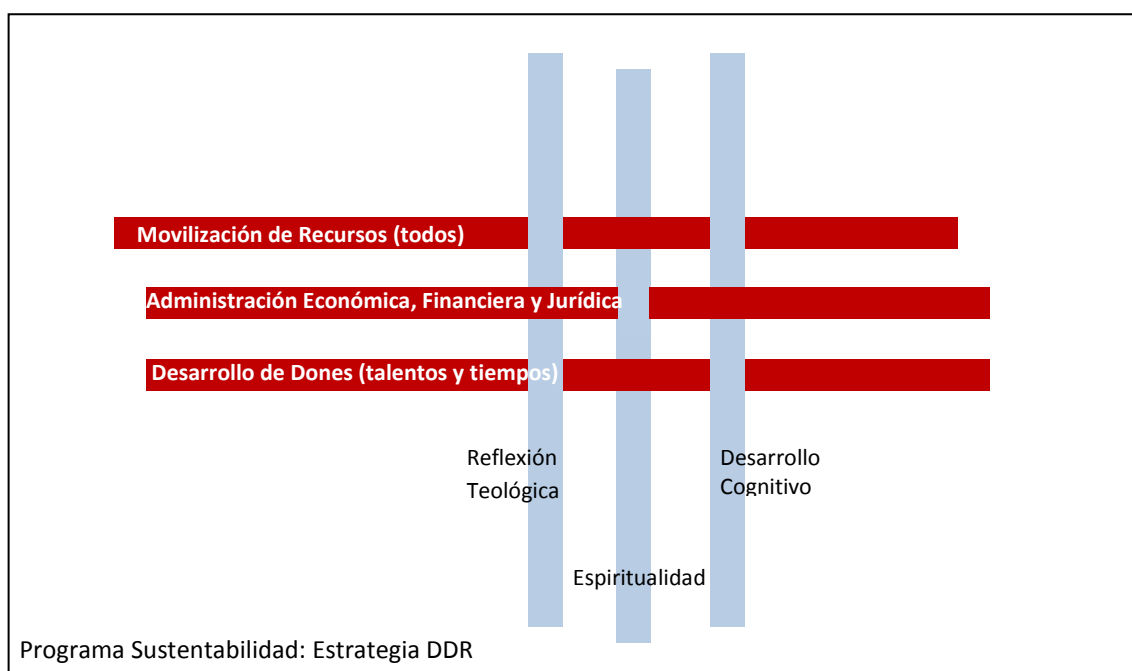 Movilización de Recursos (todos)
Administración Económica, Financiera y Jurídica
Desarrollo de Dones (talentos y tiempos)
Reflexión
Teológica
Desarrollo
Cognitivo
Espiritualidad
Programa Sustentabilidad: Estrategia DDR